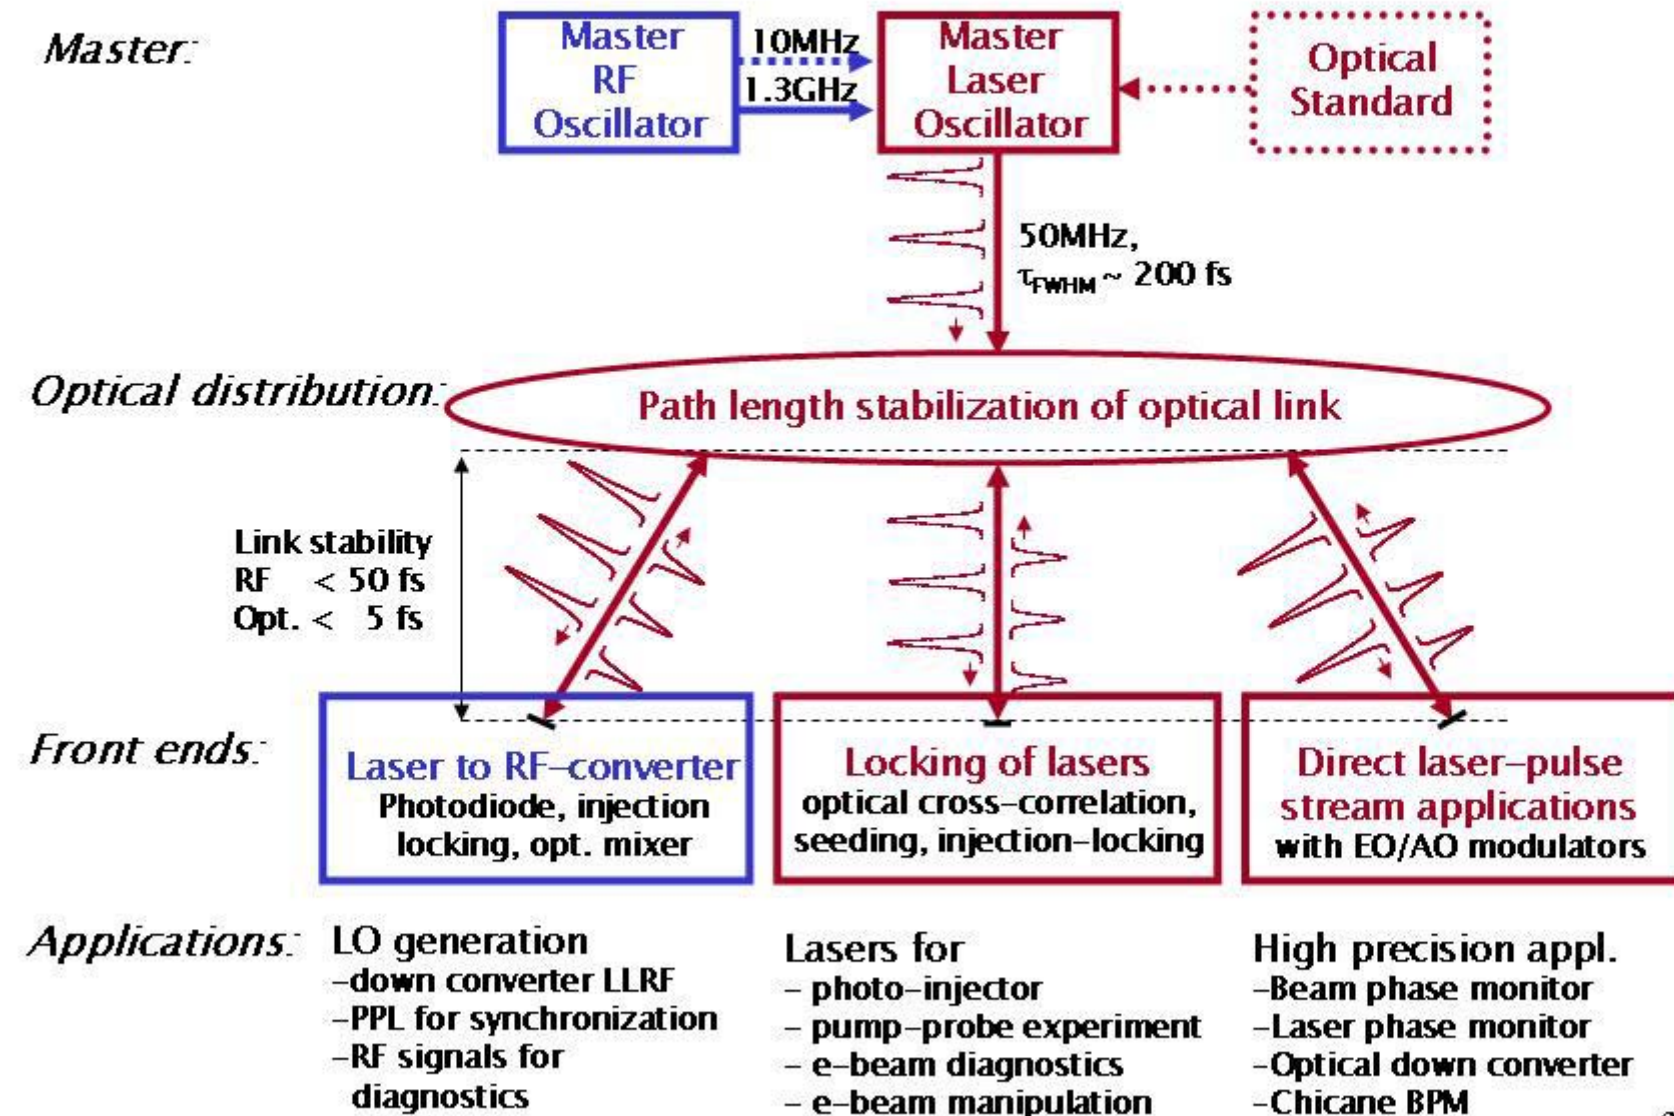 Master:
Master
RF
Oscillator
10MHz
1.3GHz
Master
Laser
Oscillator
Optical
Standard
50MHz,
τFWHM ~ 200 fs
Optical distribution:
Path length stabilization of optical link
Link stability
RF < 50 fs
Opt. < 5 fs
Front ends:
Laser to RF-converter
Photodiode, injection
locking, opt. mixer
Locking of lasers
optical cross-correlation,
seeding, injection-locking
Direct laser-pulse
stream applications
with EO/AO modulators
Applications:
LO generation
-down converter LLRF
-PPL for synchronization
-RF signals for
diagnostics
Lasers for
- photo-injector
- pump-probe experiment
- e-beam diagnostics
- e-beam manipulation
High precision appl.
-Beam phase monitor
-Laser phase monitor
-Optical down converter
-Chicane BPM